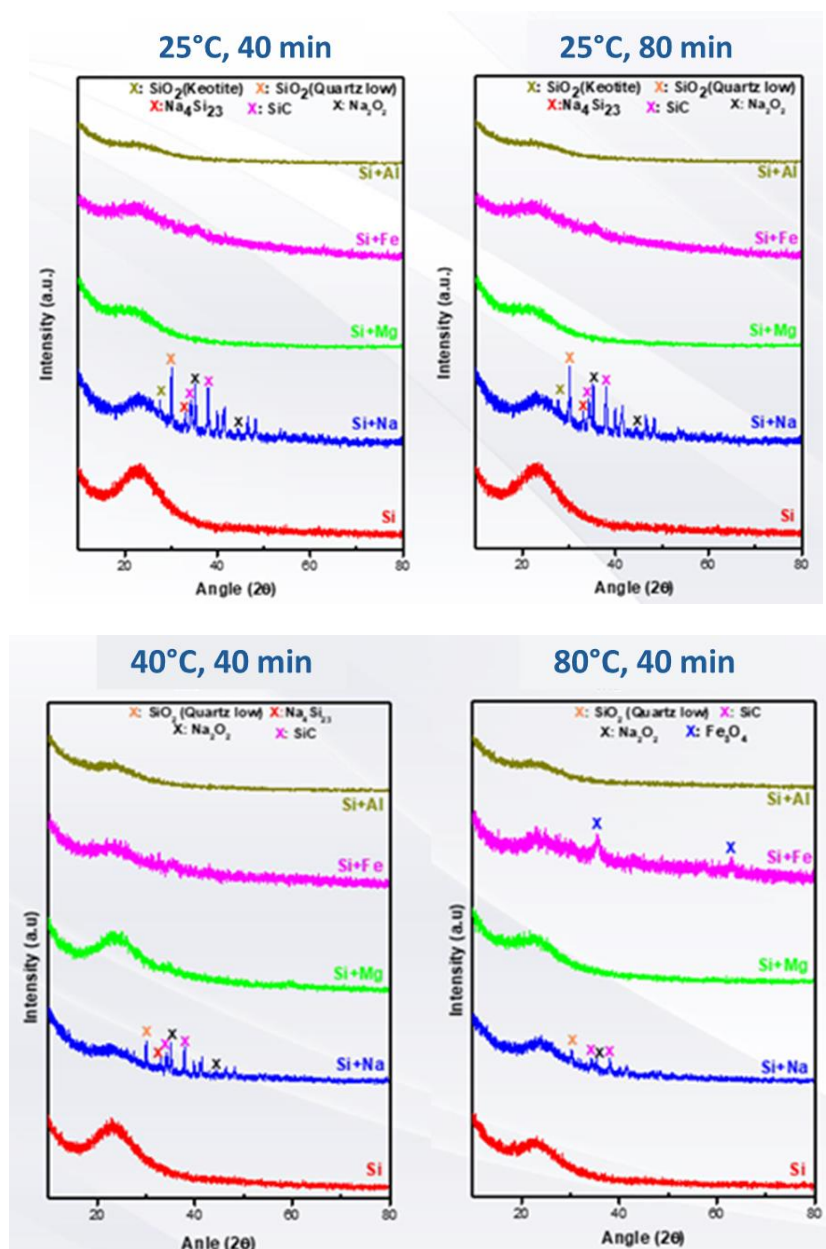 25°C, 40 min
X: SiO2(Keotite) X: SiO2(Quartz low)
X:Na4Si23 X: SiC X: Na2O2
Si+Al
Si+Fe
Si+Mg
Si+Na
Si
Intensity (a.u.)
20 40 60 80
Angle (2θ)
25°C, 80 min
X: SiO2(Keotite) X: SiO2(Quartz low)
X:Na4Si23 X: SiC X: Na2O2
Si+Al
Si+Fe
Si+Mg
Si+Na
Si
Intensity (a.u.)
20 40 60 80
Angle (2θ)
40°C, 40 min
X: SiO2 (Quartz low) X: Na4Si23
X: Na2O2 X: SiC
Si+Al
Si+Fe
Si+Mg
Si+Na
Si
Intensity (a.u)
20 40 60 80
Anle (2θ)
80°C, 40 min
X: SiO2 (Quartz low) X: SiC
X: Na2O2 X: Fe3O4
Si+Al
Si+Fe
Si+Mg
Si+Na
Si
Intensity (a.u.)
20 40 60 80
Angle (2θ)